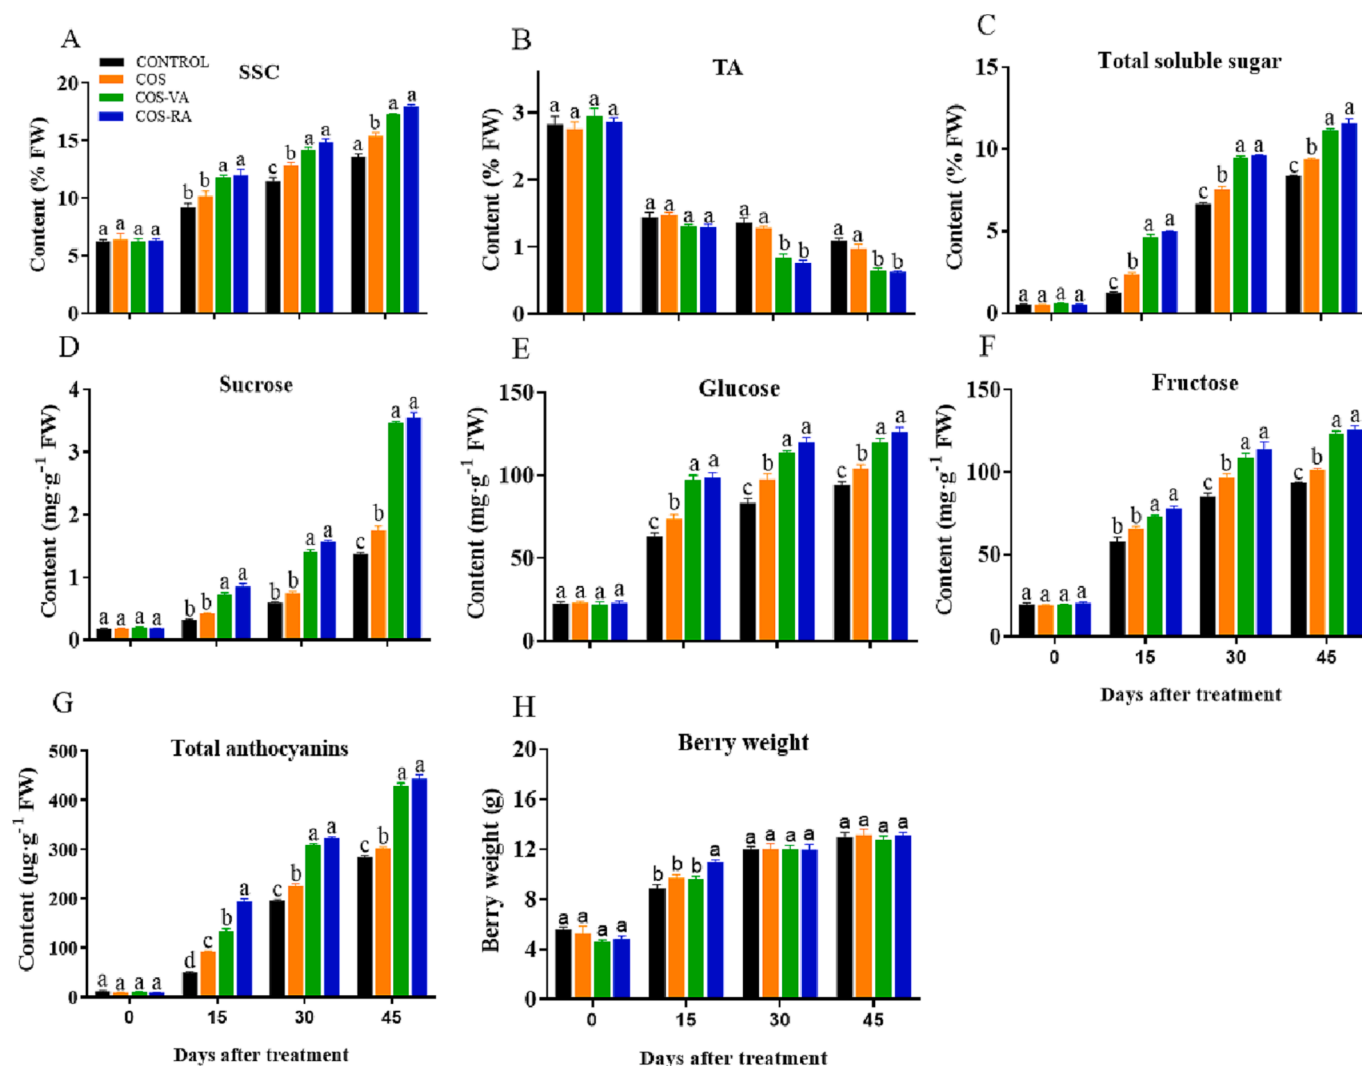 A
SSC
CONTROL
COS
COS-VA
COS-RA
Content (% FW)
20
15
10
5
0
a a a a
b b a a
c b a a
c b a a
B
TA
Content (% FW)
3
2
1
0
a a a a
a a a a
a a b b
a a b b
C
Total soluble sugar
Content (% FW)
15
10
5
0
a a a a
c b a a
c b a a
c b a a
D
Sucrose
Content (mg·g⁻¹ FW)
4
3
2
1
0
a a a a
b b a a
b b a a
c b a a
E
Glucose
Content (mg·g⁻¹ FW)
150
100
50
0
a a a a
c b a a
c b a a
c b a a
F
Fructose
Content (mg·g⁻¹ FW)
150
100
50
0
a a a a
b b a a
c b a a
c b a a
0 15 30 45
Days after treatment
G
Total anthocyanins
Content (µg·g⁻¹ FW)
500
400
300
200
100
0
a a a a
d c b a
c b a a
c b a a
0 15 30 45
Days after treatment
H
Berry weight
Berry weight (g)
20
16
12
8
4
0
a a a a
b b b a
a a a a
a a a a
0 15 30 45
Days after treatment